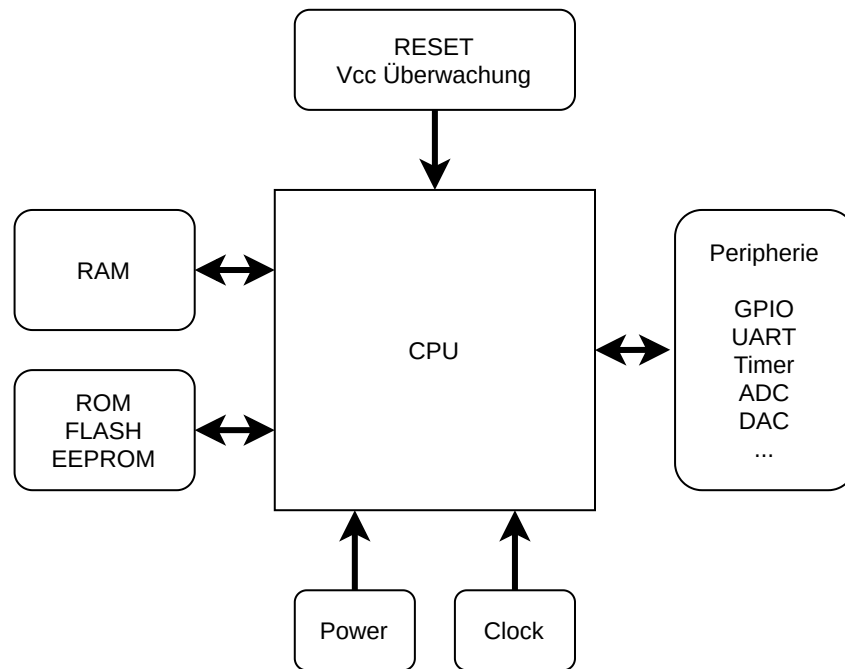 RESET
Vcc Überwachung
RAM
CPU
Peripherie
GPIO
UART
Timer
ADC
DAC
...
ROM
FLASH
EEPROM
Power
Clock